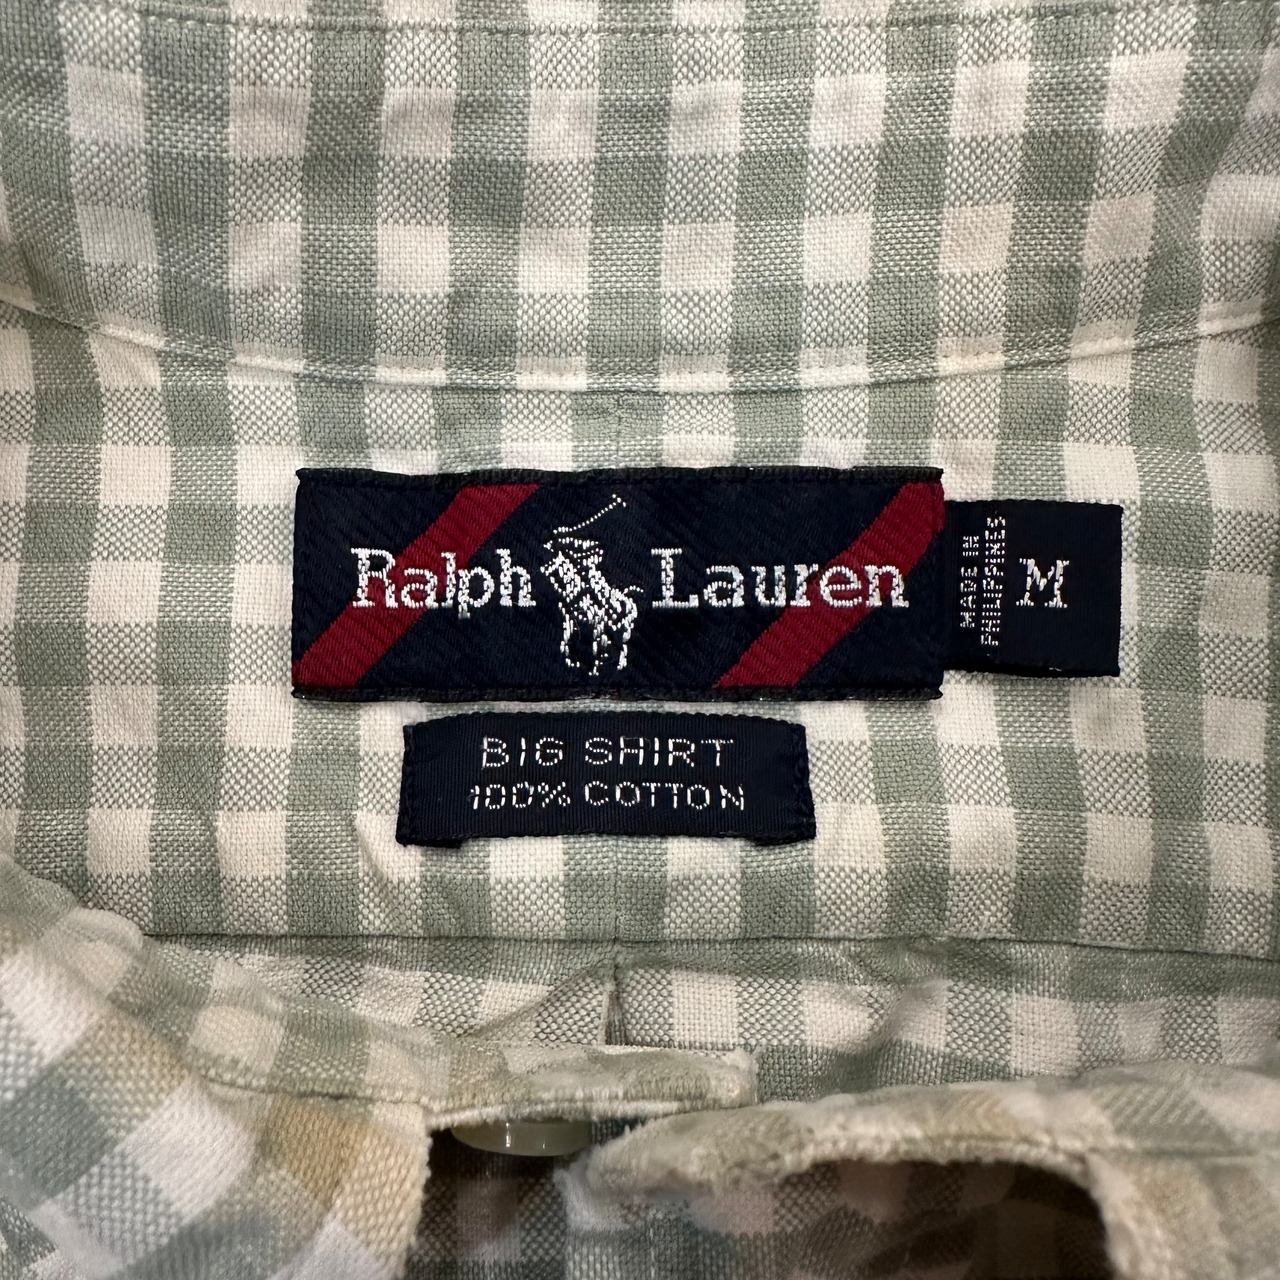 Ralph Lauren
MADE IN
PHILIPPINES
M
BIG SHIRT
100% COTTON